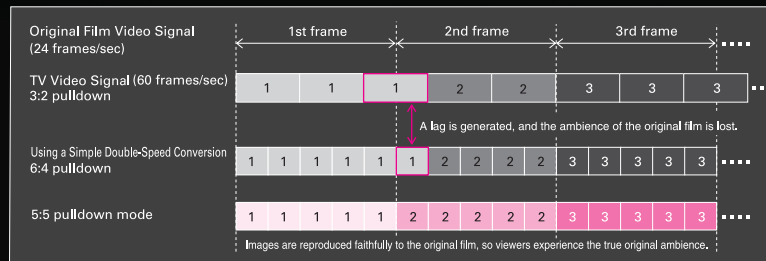 Original Film Video Signal
(24 frames/sec)
1st frame 2nd frame 3rd frame
TV Video Signal (60 frames/sec)
3:2 pulldown
1 1 1 2 2 3 3 3
A lag is generated, and the ambience of the original film is lost.
Using a Simple Double-Speed Conversion
6:4 pulldown
1 1 1 1 1 1 2 2 2 2 3 3 3 3 3
5:5 pulldown mode
1 1 1 1 1 2 2 2 2 2 3 3 3 3 3
Images are reproduced faithfully to the original film, so viewers experience the true original ambience.